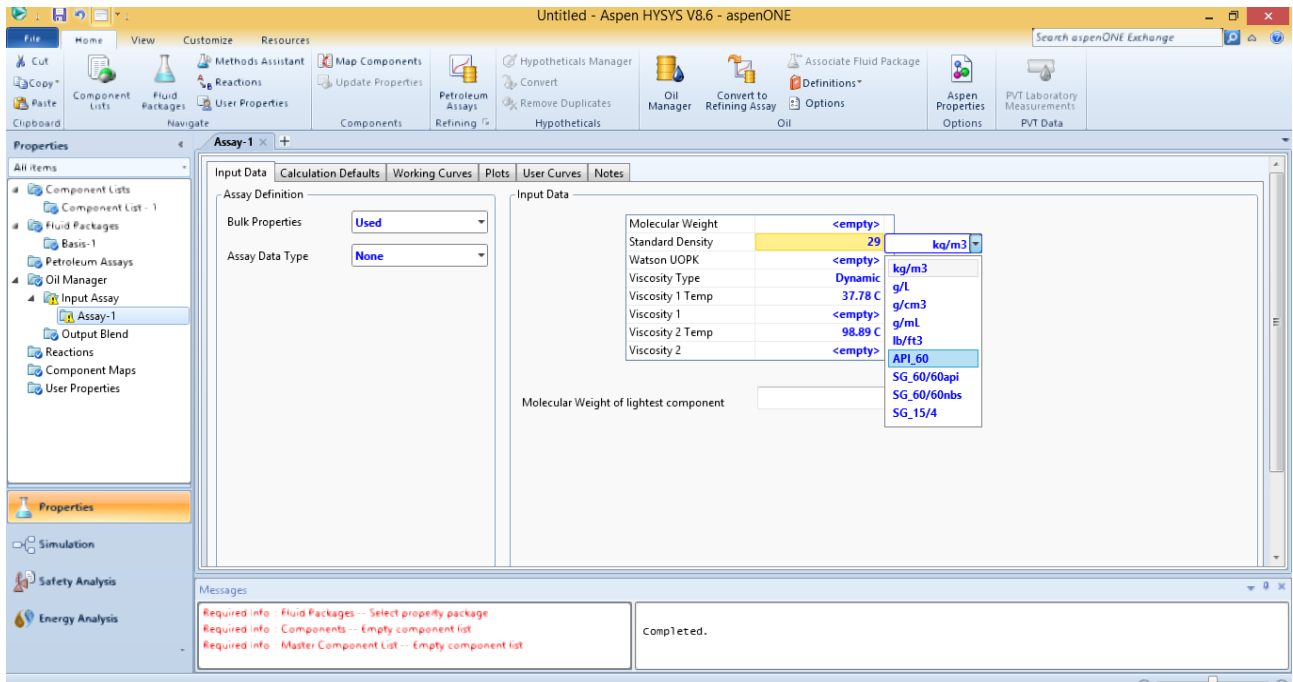 Untitled - Aspen HYSYS V8.6 - aspenONE
File Home View Customize Resources
Search aspenONE Exchange
Cut
Copy
Paste
Clipboard
Component Lists
Fluid Packages
Methods Assistant
Reactions
User Properties
Navigate
Map Components
Update Properties
Components
Petroleum Assays
Refining
Hypotheticals Manager
Convert
Remove Duplicates
Hypotheticals
Oil Manager
Convert to Refining Assay
Associate Fluid Package
Definitions
Options
Oil
Aspen Properties
Options
PVT Laboratory Measurements
PVT Data
Properties
All items
Component Lists
Component List - 1
Fluid Packages
Basis-1
Petroleum Assays
Oil Manager
Input Assay
Assay-1
Output Blend
Reactions
Component Maps
User Properties
Properties
Simulation
Safety Analysis
Energy Analysis
Assay-1
Input Data Calculation Defaults Working Curves Plots User Curves Notes
Assay Definition
Bulk Properties Used
Assay Data Type None
Input Data
Molecular Weight <empty>
Standard Density 29 kg/m3
Watson UOPK <empty>
Viscosity Type Dynamic
Viscosity 1 Temp 37.78 C
Viscosity 1 <empty>
Viscosity 2 Temp 98.89 C
Viscosity 2 <empty>
kg/m3
g/L
g/cm3
g/mL
lb/ft3
API_60
SG_60/60api
SG_60/60nbs
SG_15/4
Molecular Weight of lightest component
Messages
Required Info : Fluid Packages -- Select property package
Required Info : Components -- Empty component list
Required Info : Master Component List -- Empty component list
Completed.